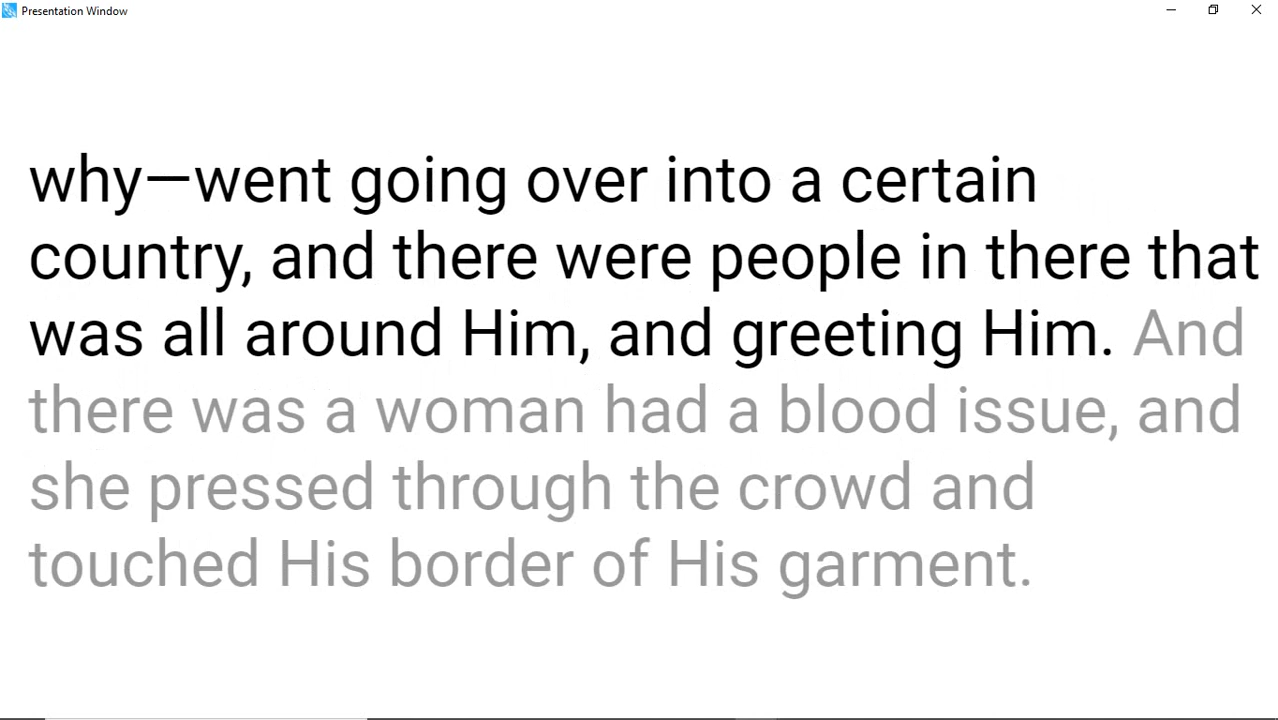 Presentation Window
why—went going over into a certain
country, and there were people in there that
was all around Him, and greeting Him. And
there was a woman had a blood issue, and
she pressed through the crowd and
touched His border of His garment.